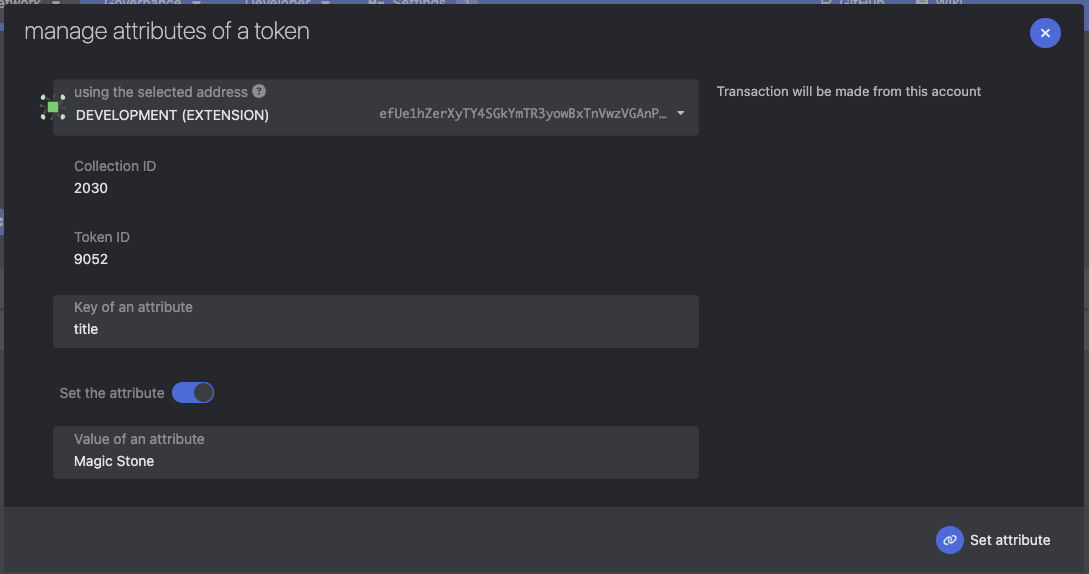 manage attributes of a token
using the selected address
DEVELOPMENT (EXTENSION)
efUe1hZerXyTY4SGkYmTR3yowBxTnVwzVGAnP…
Transaction will be made from this account
Collection ID
2030
Token ID
9052
Key of an attribute
title
Set the attribute
Value of an attribute
Magic Stone
Set attribute